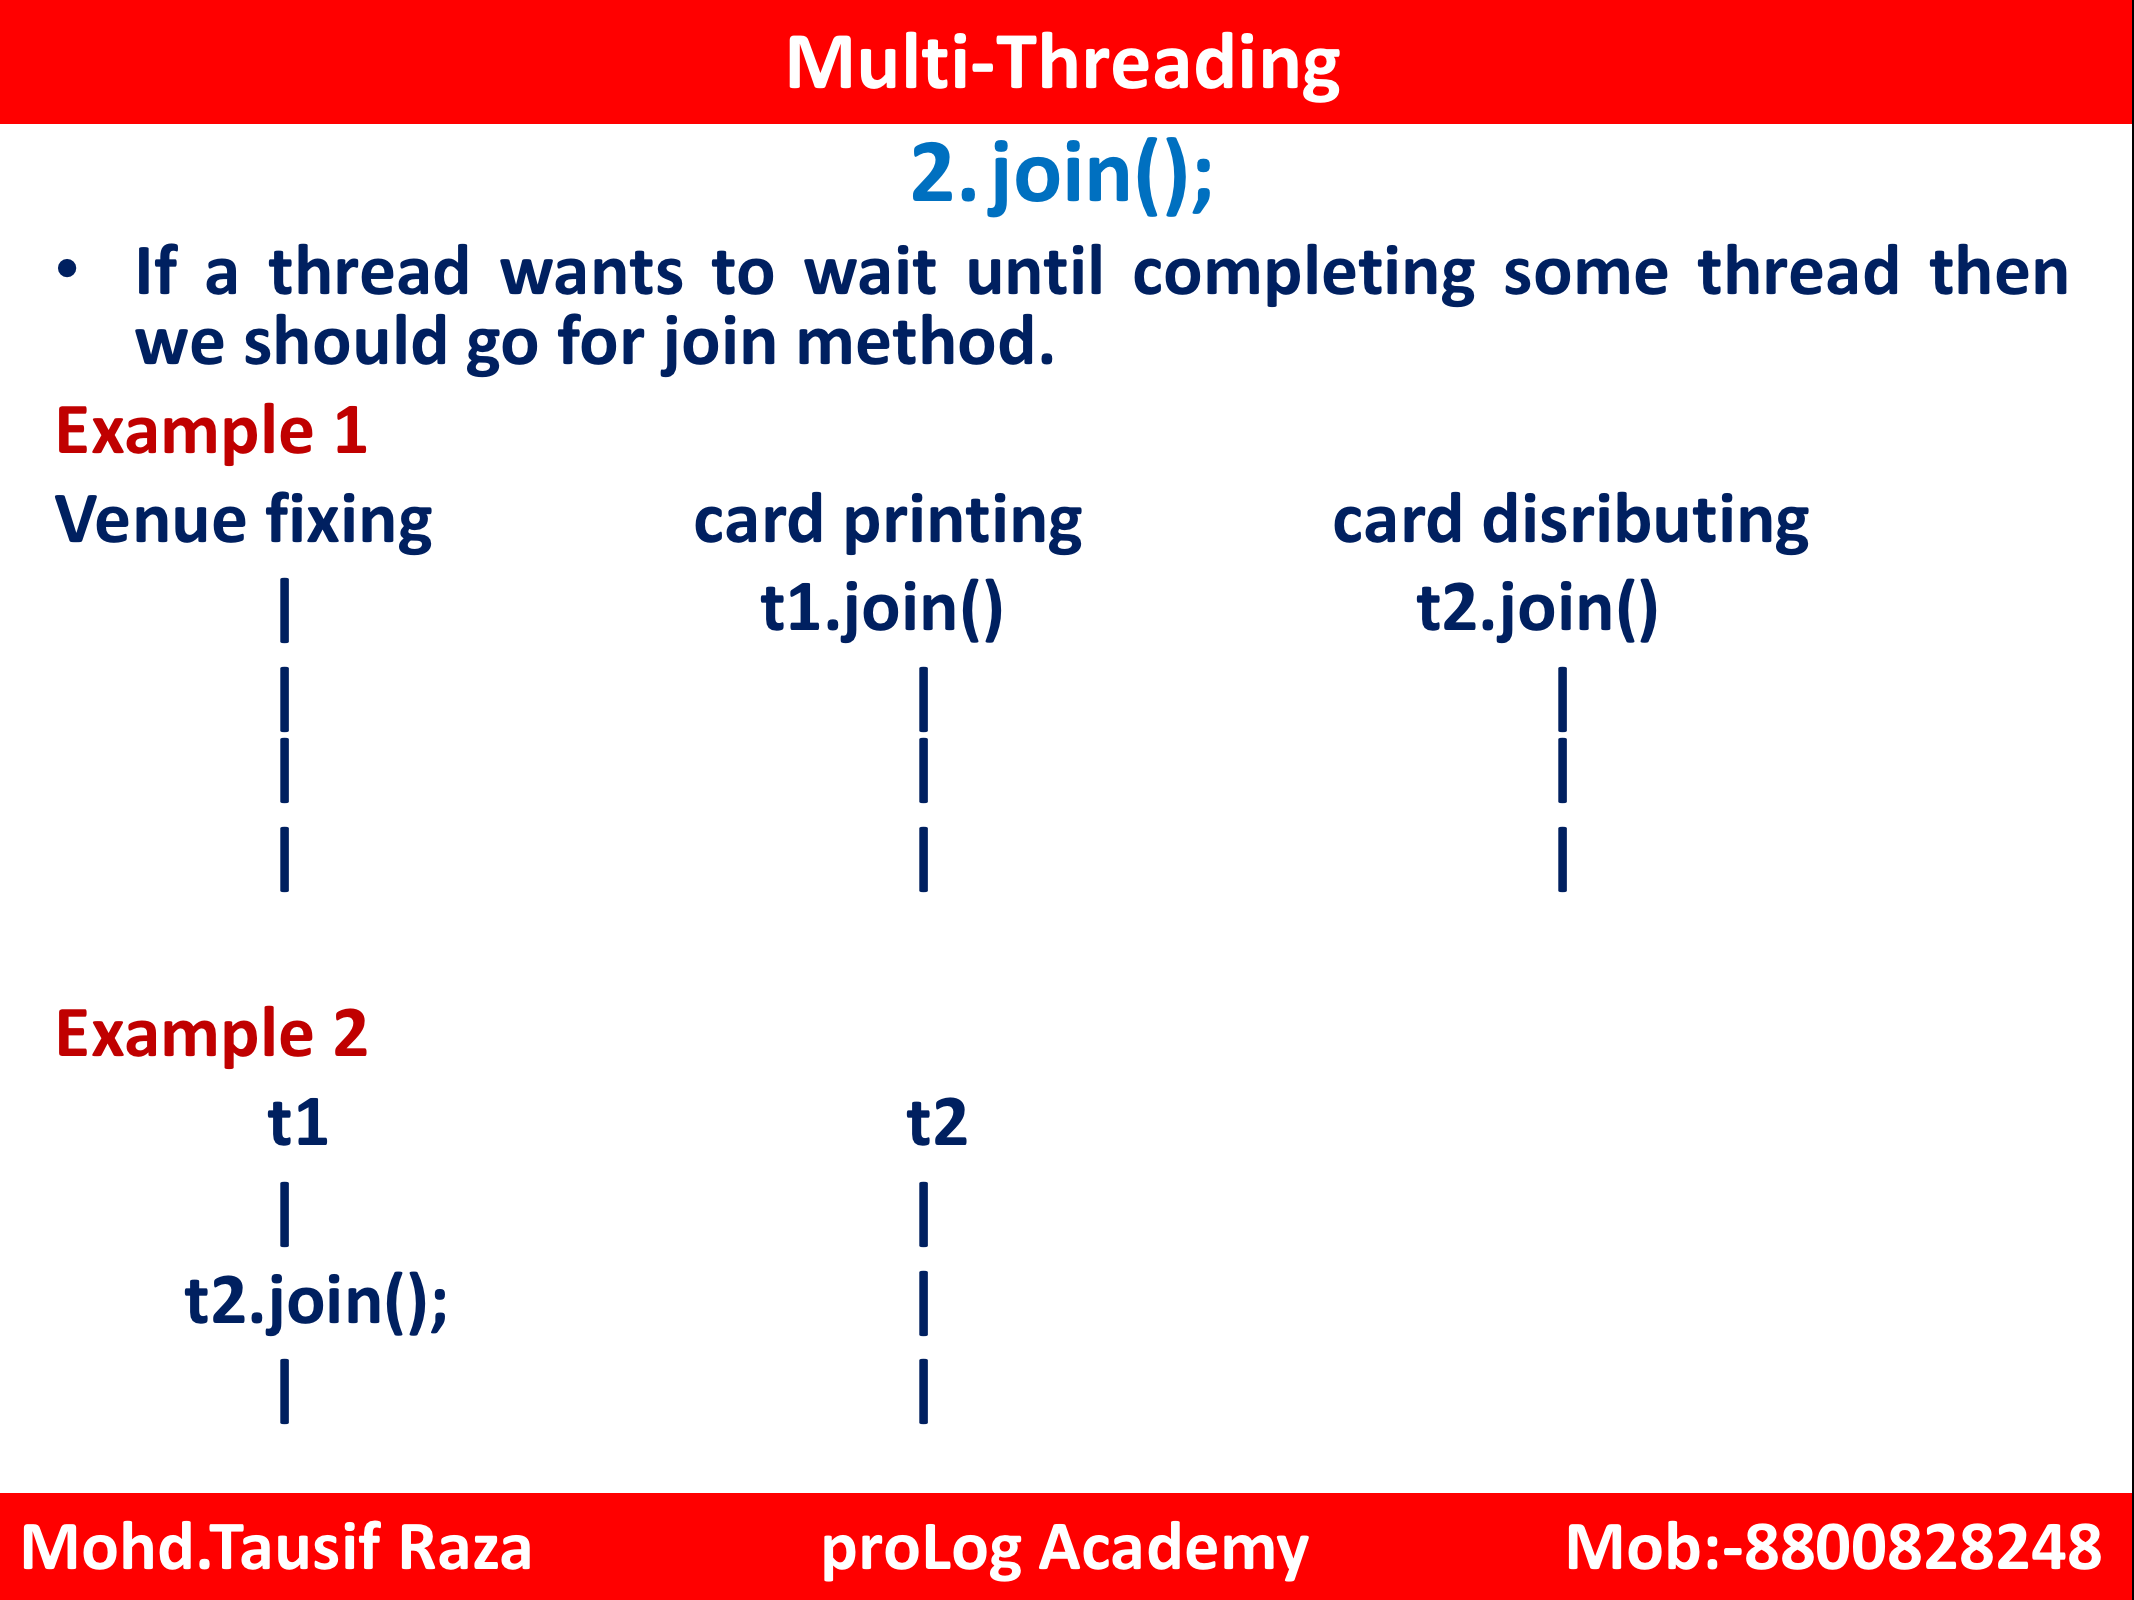 Multi-Threading
2. join();
• If a thread wants to wait until completing some thread then
we should go for join method.
Example 1
Venue fixing card printing card disributing
| t1.join() t2.join()
| | |
| | |
| | |
Example 2
t1 t2
| |
t2.join(); |
| |
Mohd.Tausif Raza proLog Academy Mob:-8800828248